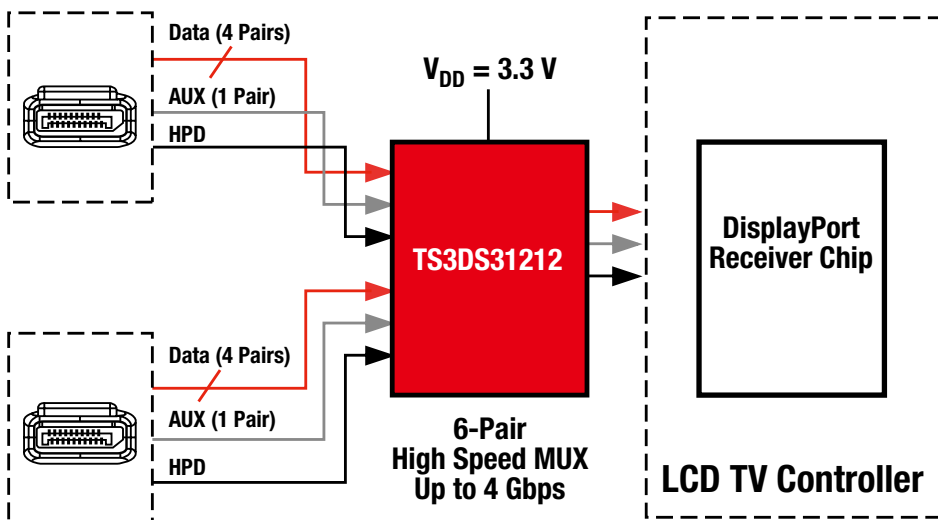 Data (4 Pairs)
AUX (1 Pair)
HPD
V_DD = 3.3 V
TS3DS31212
DisplayPort
Receiver Chip
Data (4 Pairs)
AUX (1 Pair)
HPD
6-Pair
High Speed MUX
Up to 4 Gbps
LCD TV Controller